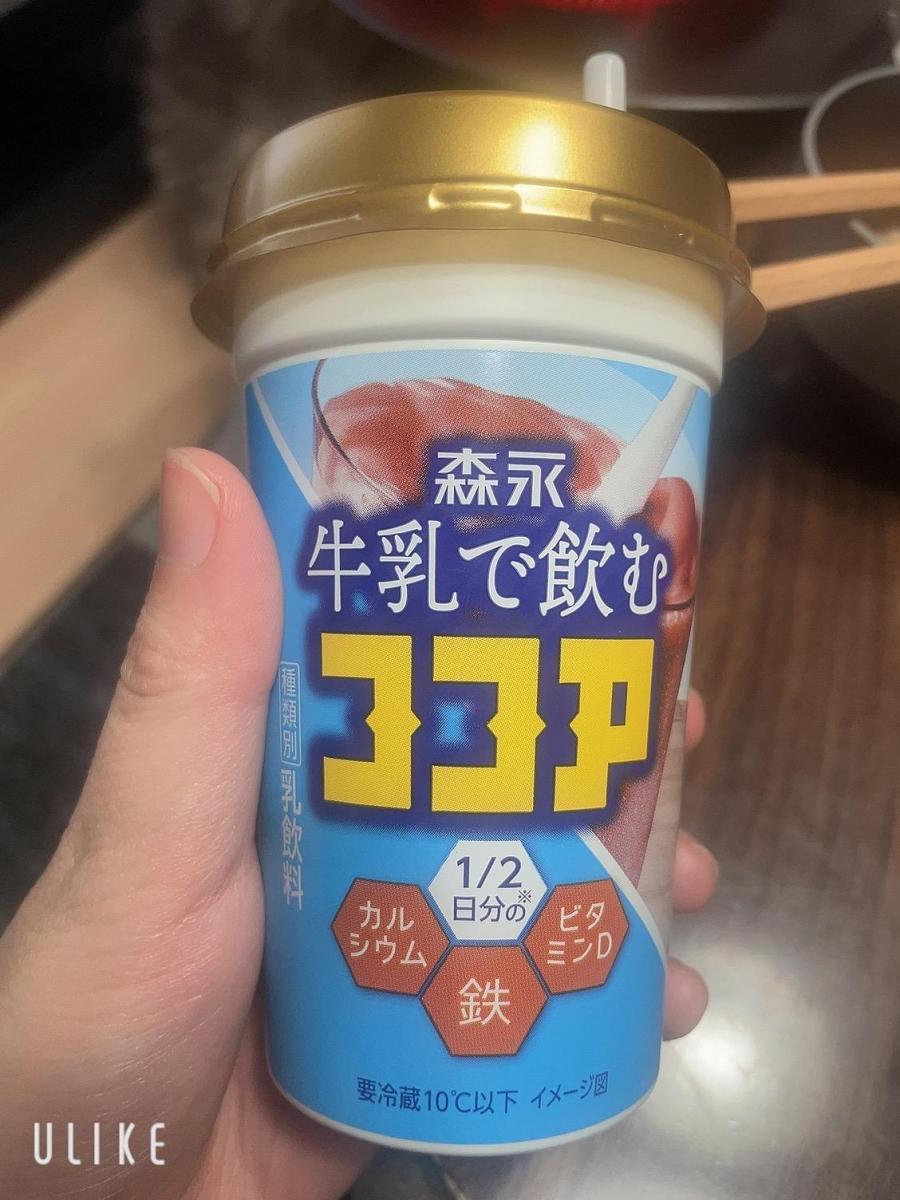 森永
牛乳で飲む
ココア
種類別 乳飲料
1/2
日分の※
カル
シウム
ビタ
ミンD
鉄
要冷蔵10℃以下 イメージ図
ULIKE